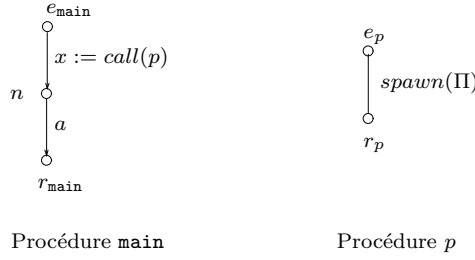 e_main
x := call(p)
n
a
r_main
Procédure main
e_p
spawn(Π)
r_p
Procédure p